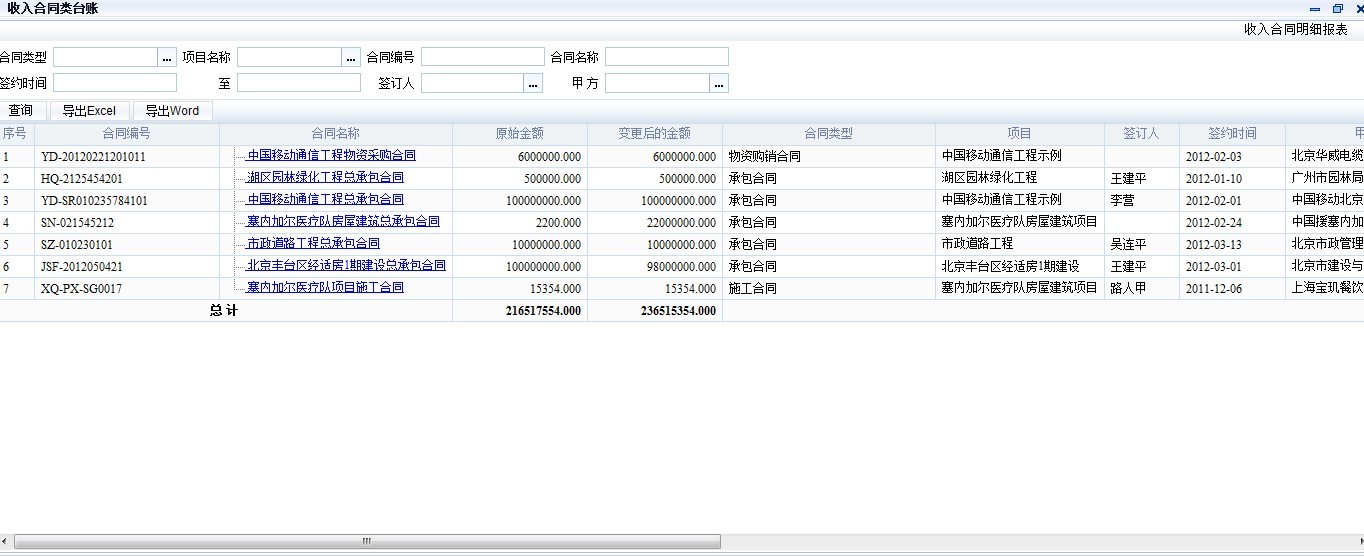 收入合同类台账
收入合同明细报表
合同类型 ... 项目名称 ... 合同编号 合同名称
签约时间 至 签订人 ... 甲 方 ...
查询 导出Excel 导出Word
序号 合同编号 合同名称 原始金额 变更后的金额 合同类型 项目 签订人 签约时间
1 YD-20120221201011 中国移动通信工程物资采购合同 6000000.000 6000000.000 物资购销合同 中国移动通信工程示例 2012-02-03 北京华威电缆
2 HQ-2125454201 湖区园林绿化工程总承包合同 500000.000 500000.000 承包合同 湖区园林绿化工程 王建平 2012-01-10 广州市园林局
3 YD-SR010235784101 中国移动通信工程总承包合同 100000000.000 100000000.000 承包合同 中国移动通信工程示例 李营 2012-02-01 中国移动北京
4 SN-021545212 塞内加尔医疗队房屋建筑总承包合同 2200.000 22000000.000 承包合同 塞内加尔医疗队房屋建筑项目 2012-02-24 中国援塞内加
5 SZ-010230101 市政道路工程总承包合同 10000000.000 10000000.000 承包合同 市政道路工程 吴连平 2012-03-13 北京市政管理
6 JSF-2012050421 北京丰台区经适房1期建设总承包合同 100000000.000 98000000.000 承包合同 北京丰台区经适房1期建设 王建平 2012-03-01 北京市建设与
7 XQ-PX-SG0017 塞内加尔医疗队项目施工合同 15354.000 15354.000 施工合同 塞内加尔医疗队房屋建筑项目 路人甲 2011-12-06 上海宝玑餐饮
总 计 216517554.000 236515354.000